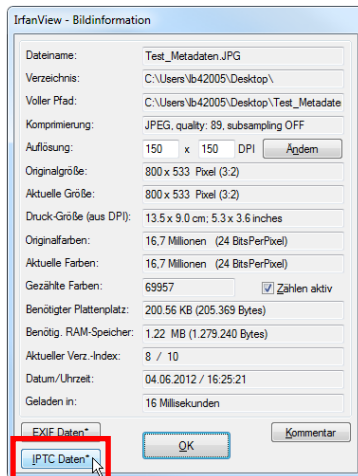 IrfanView - Bildinformation
Dateiname: Test_Metadaten.JPG
Verzeichnis: C:\Users\lb42005\Desktop\
Voller Pfad: C:\Users\lb42005\Desktop\Test_Metadate
Komprimierung: JPEG, quality: 89, subsampling OFF
Auflösung: 150 x 150 DPI Ändern
Originalgröße: 800 x 533 Pixel (3:2)
Aktuelle Größe: 800 x 533 Pixel (3:2)
Druck-Größe (aus DPI): 13.5 x 9.0 cm; 5.3 x 3.6 inches
Originalfarben: 16,7 Millionen (24 BitsPerPixel)
Aktuelle Farben: 16,7 Millionen (24 BitsPerPixel)
Gezählte Farben: 69957 Zählen aktiv
Benötigter Plattenplatz: 200.56 KB (205.369 Bytes)
Benötig. RAM-Speicher: 1.22 MB (1.279.240 Bytes)
Aktueller Verz.-Index: 8 / 10
Datum/Uhrzeit: 04.06.2012 / 16:25:21
Geladen in: 16 Millisekunden
EXIF Daten* Kommentar
OK
IPTC Daten*